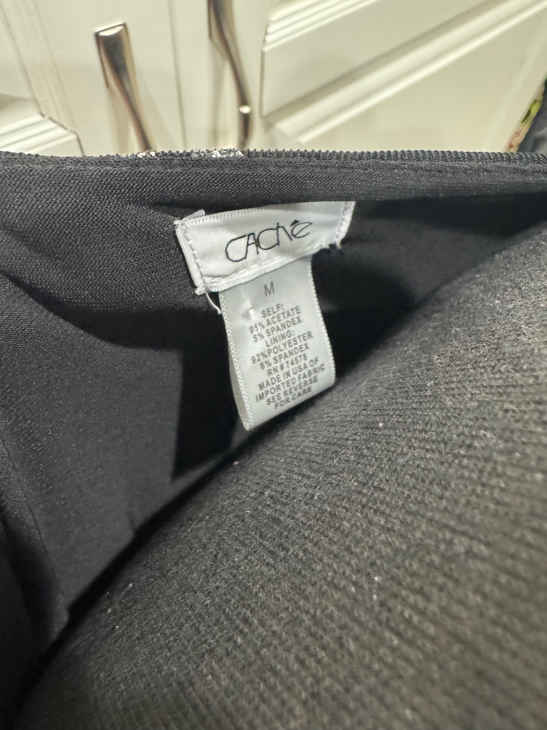 CAChé
M
SELF:
95% ACETATE
5% SPANDEX
LINING:
92% POLYESTER
8% SPANDEX
RN# 74578
MADE IN USA OF
IMPORTED FABRIC
SEE REVERSE
FOR CARE